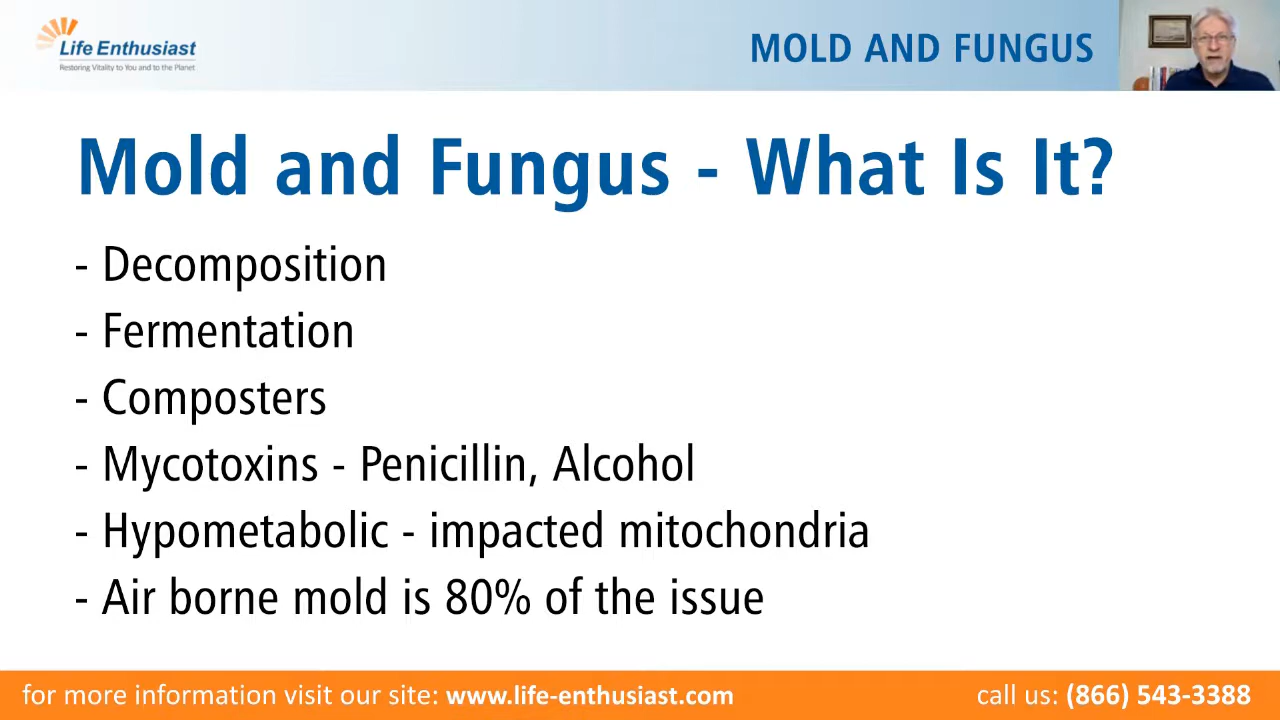 Life Enthusiast
Restoring Vitality to You and to the Planet
MOLD AND FUNGUS
Mold and Fungus - What Is It?
- Decomposition
- Fermentation
- Composters
- Mycotoxins - Penicillin, Alcohol
- Hypometabolic - impacted mitochondria
- Air borne mold is 80% of the issue
for more information visit our site: www.life-enthusiast.com
call us: (866) 543-3388